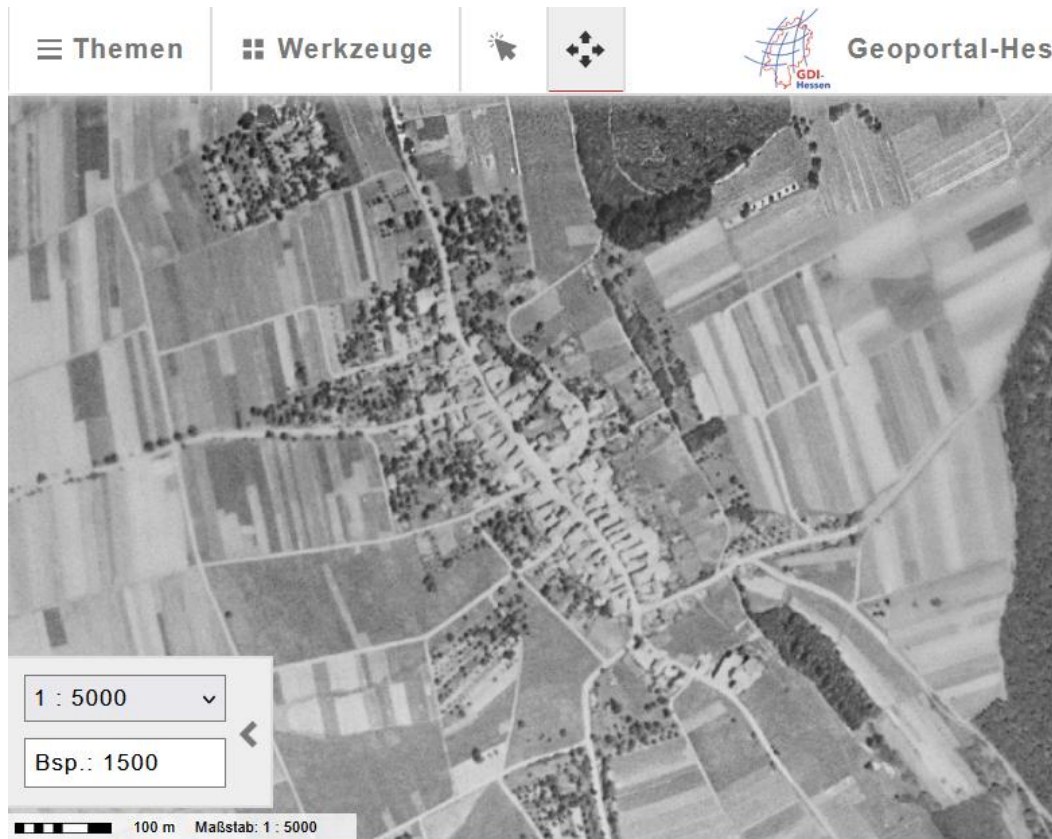 Themen
Werkzeuge
GDI-
Hessen
Geoportal-Hes
1 : 5000
Bsp.: 1500
100 m Maßstab: 1 : 5000